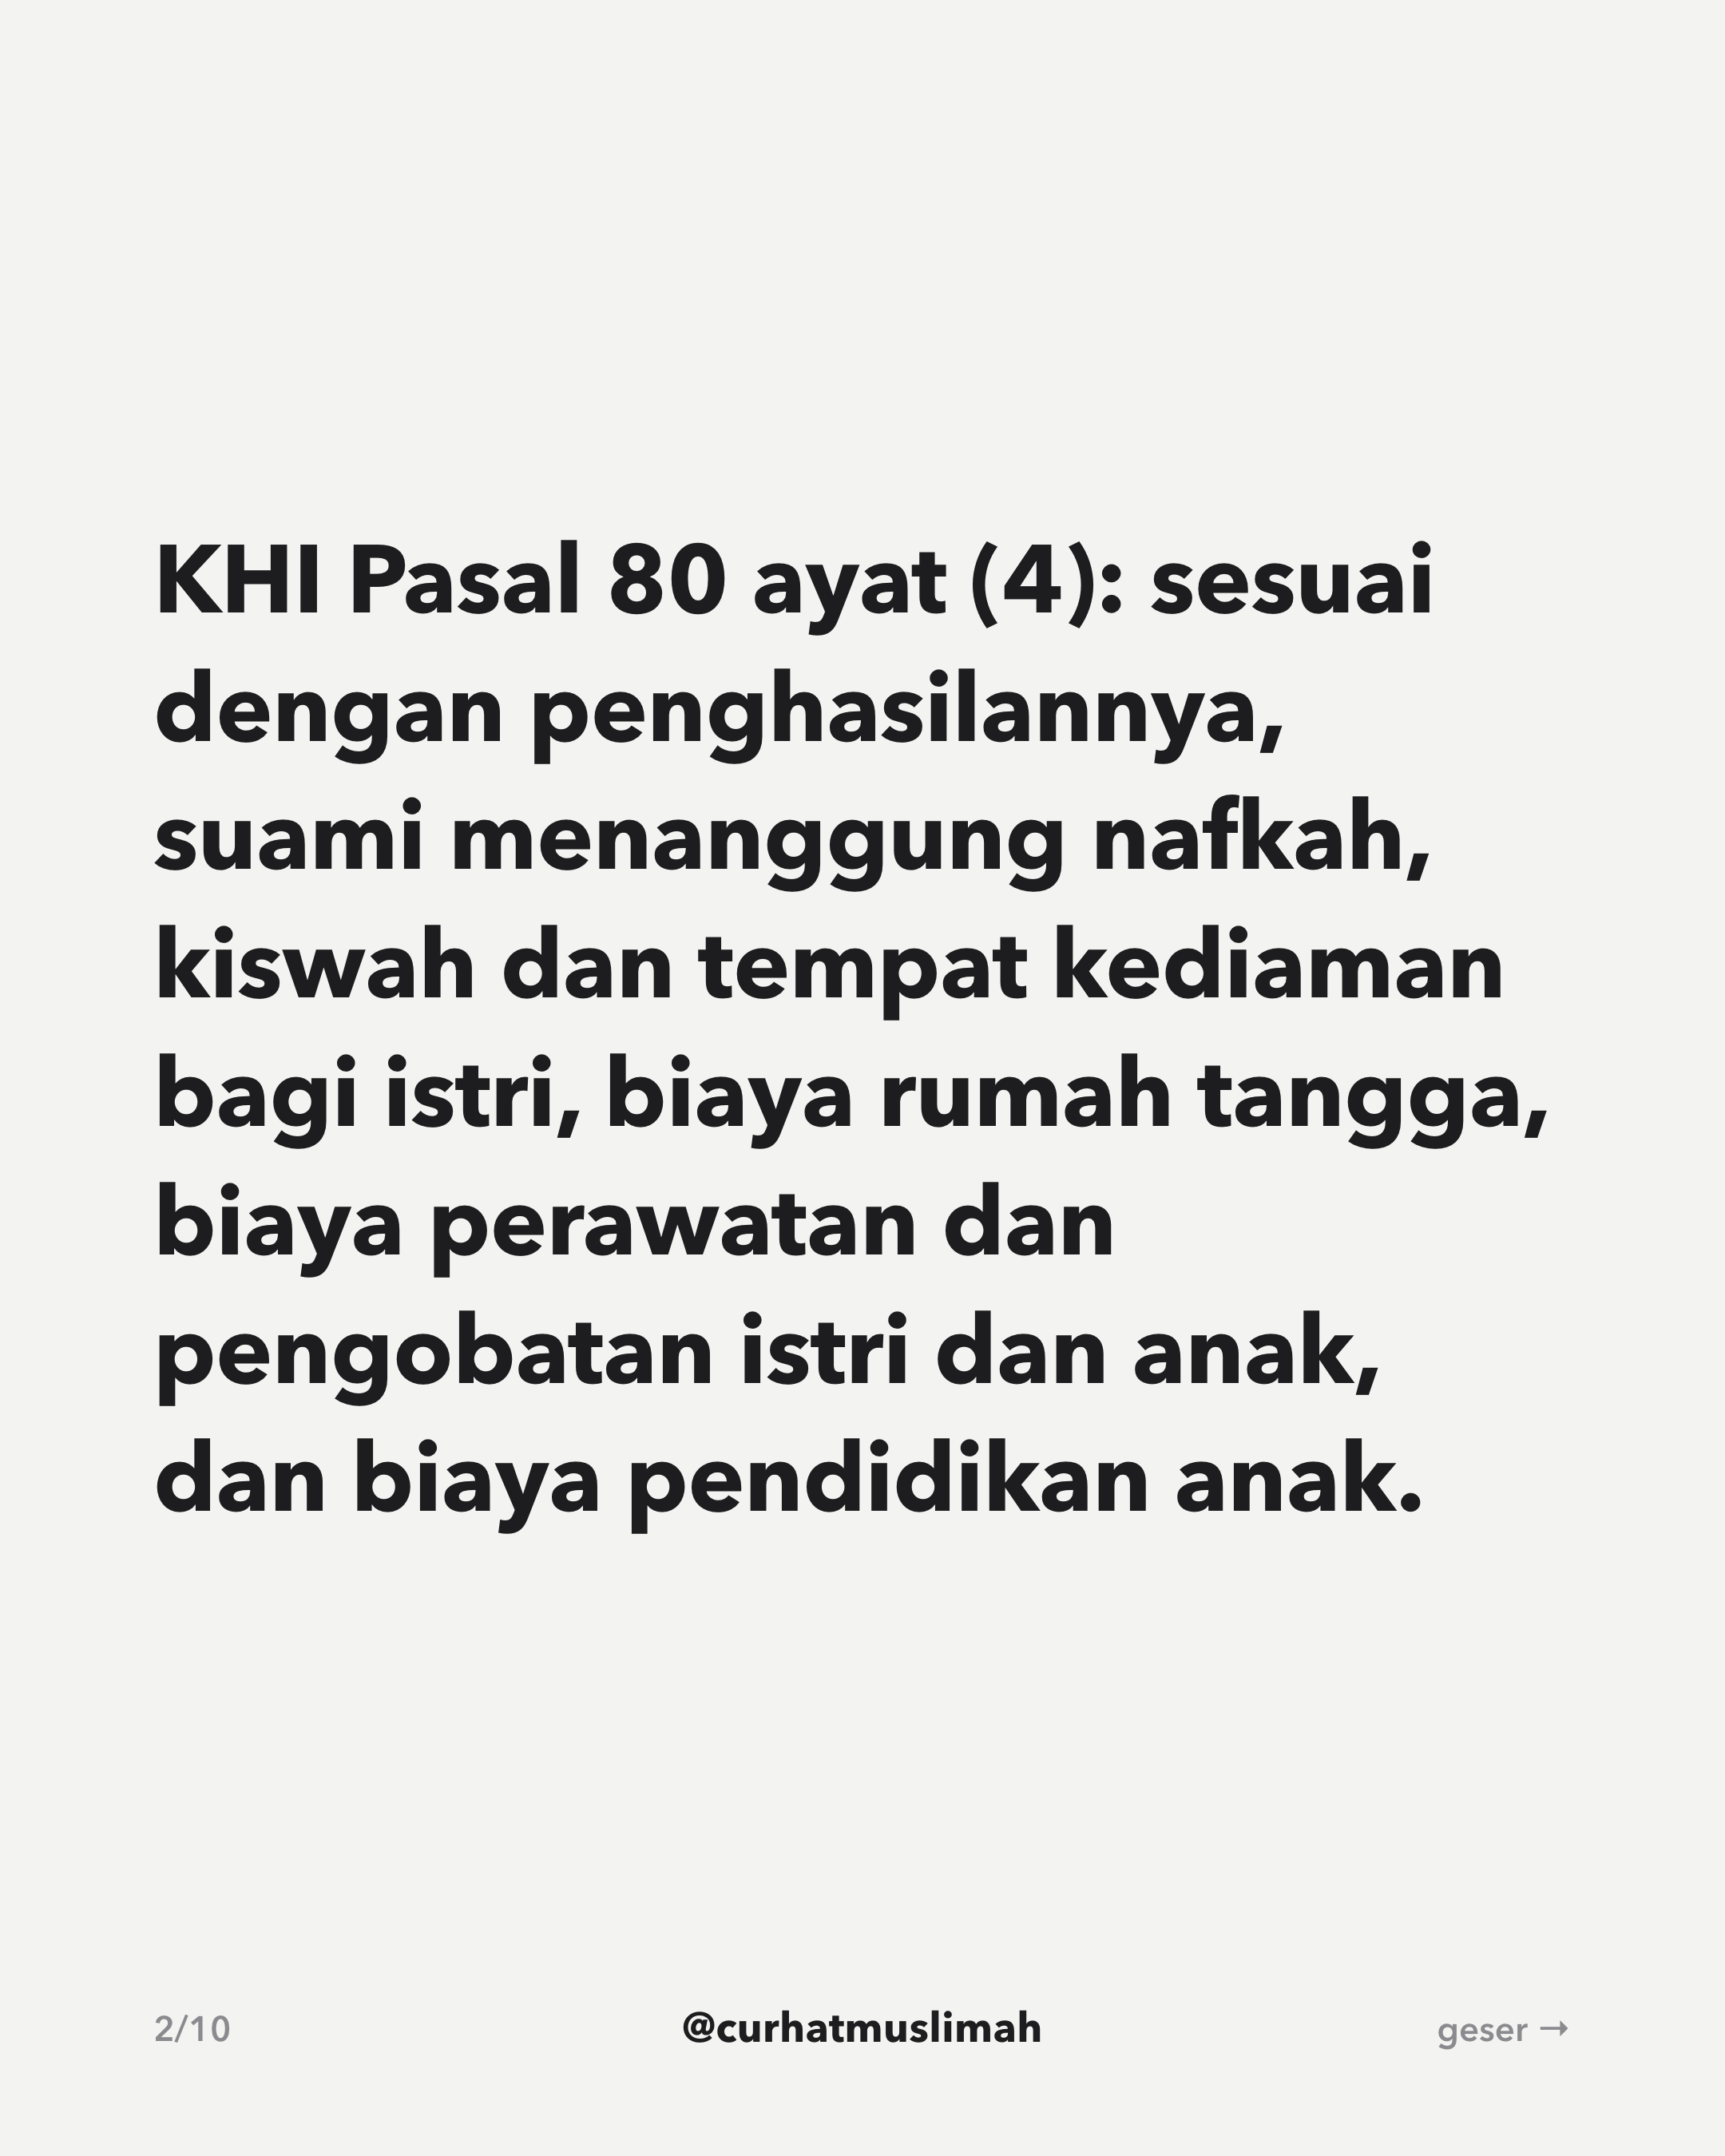 KHI Pasal 80 ayat (4): sesuai
dengan penghasilannya,
suami menanggung nafkah,
kiswah dan tempat kediaman
bagi istri, biaya rumah tangga,
biaya perawatan dan
pengobatan istri dan anak,
dan biaya pendidikan anak.
2/10
@curhatmuslimah
geser →